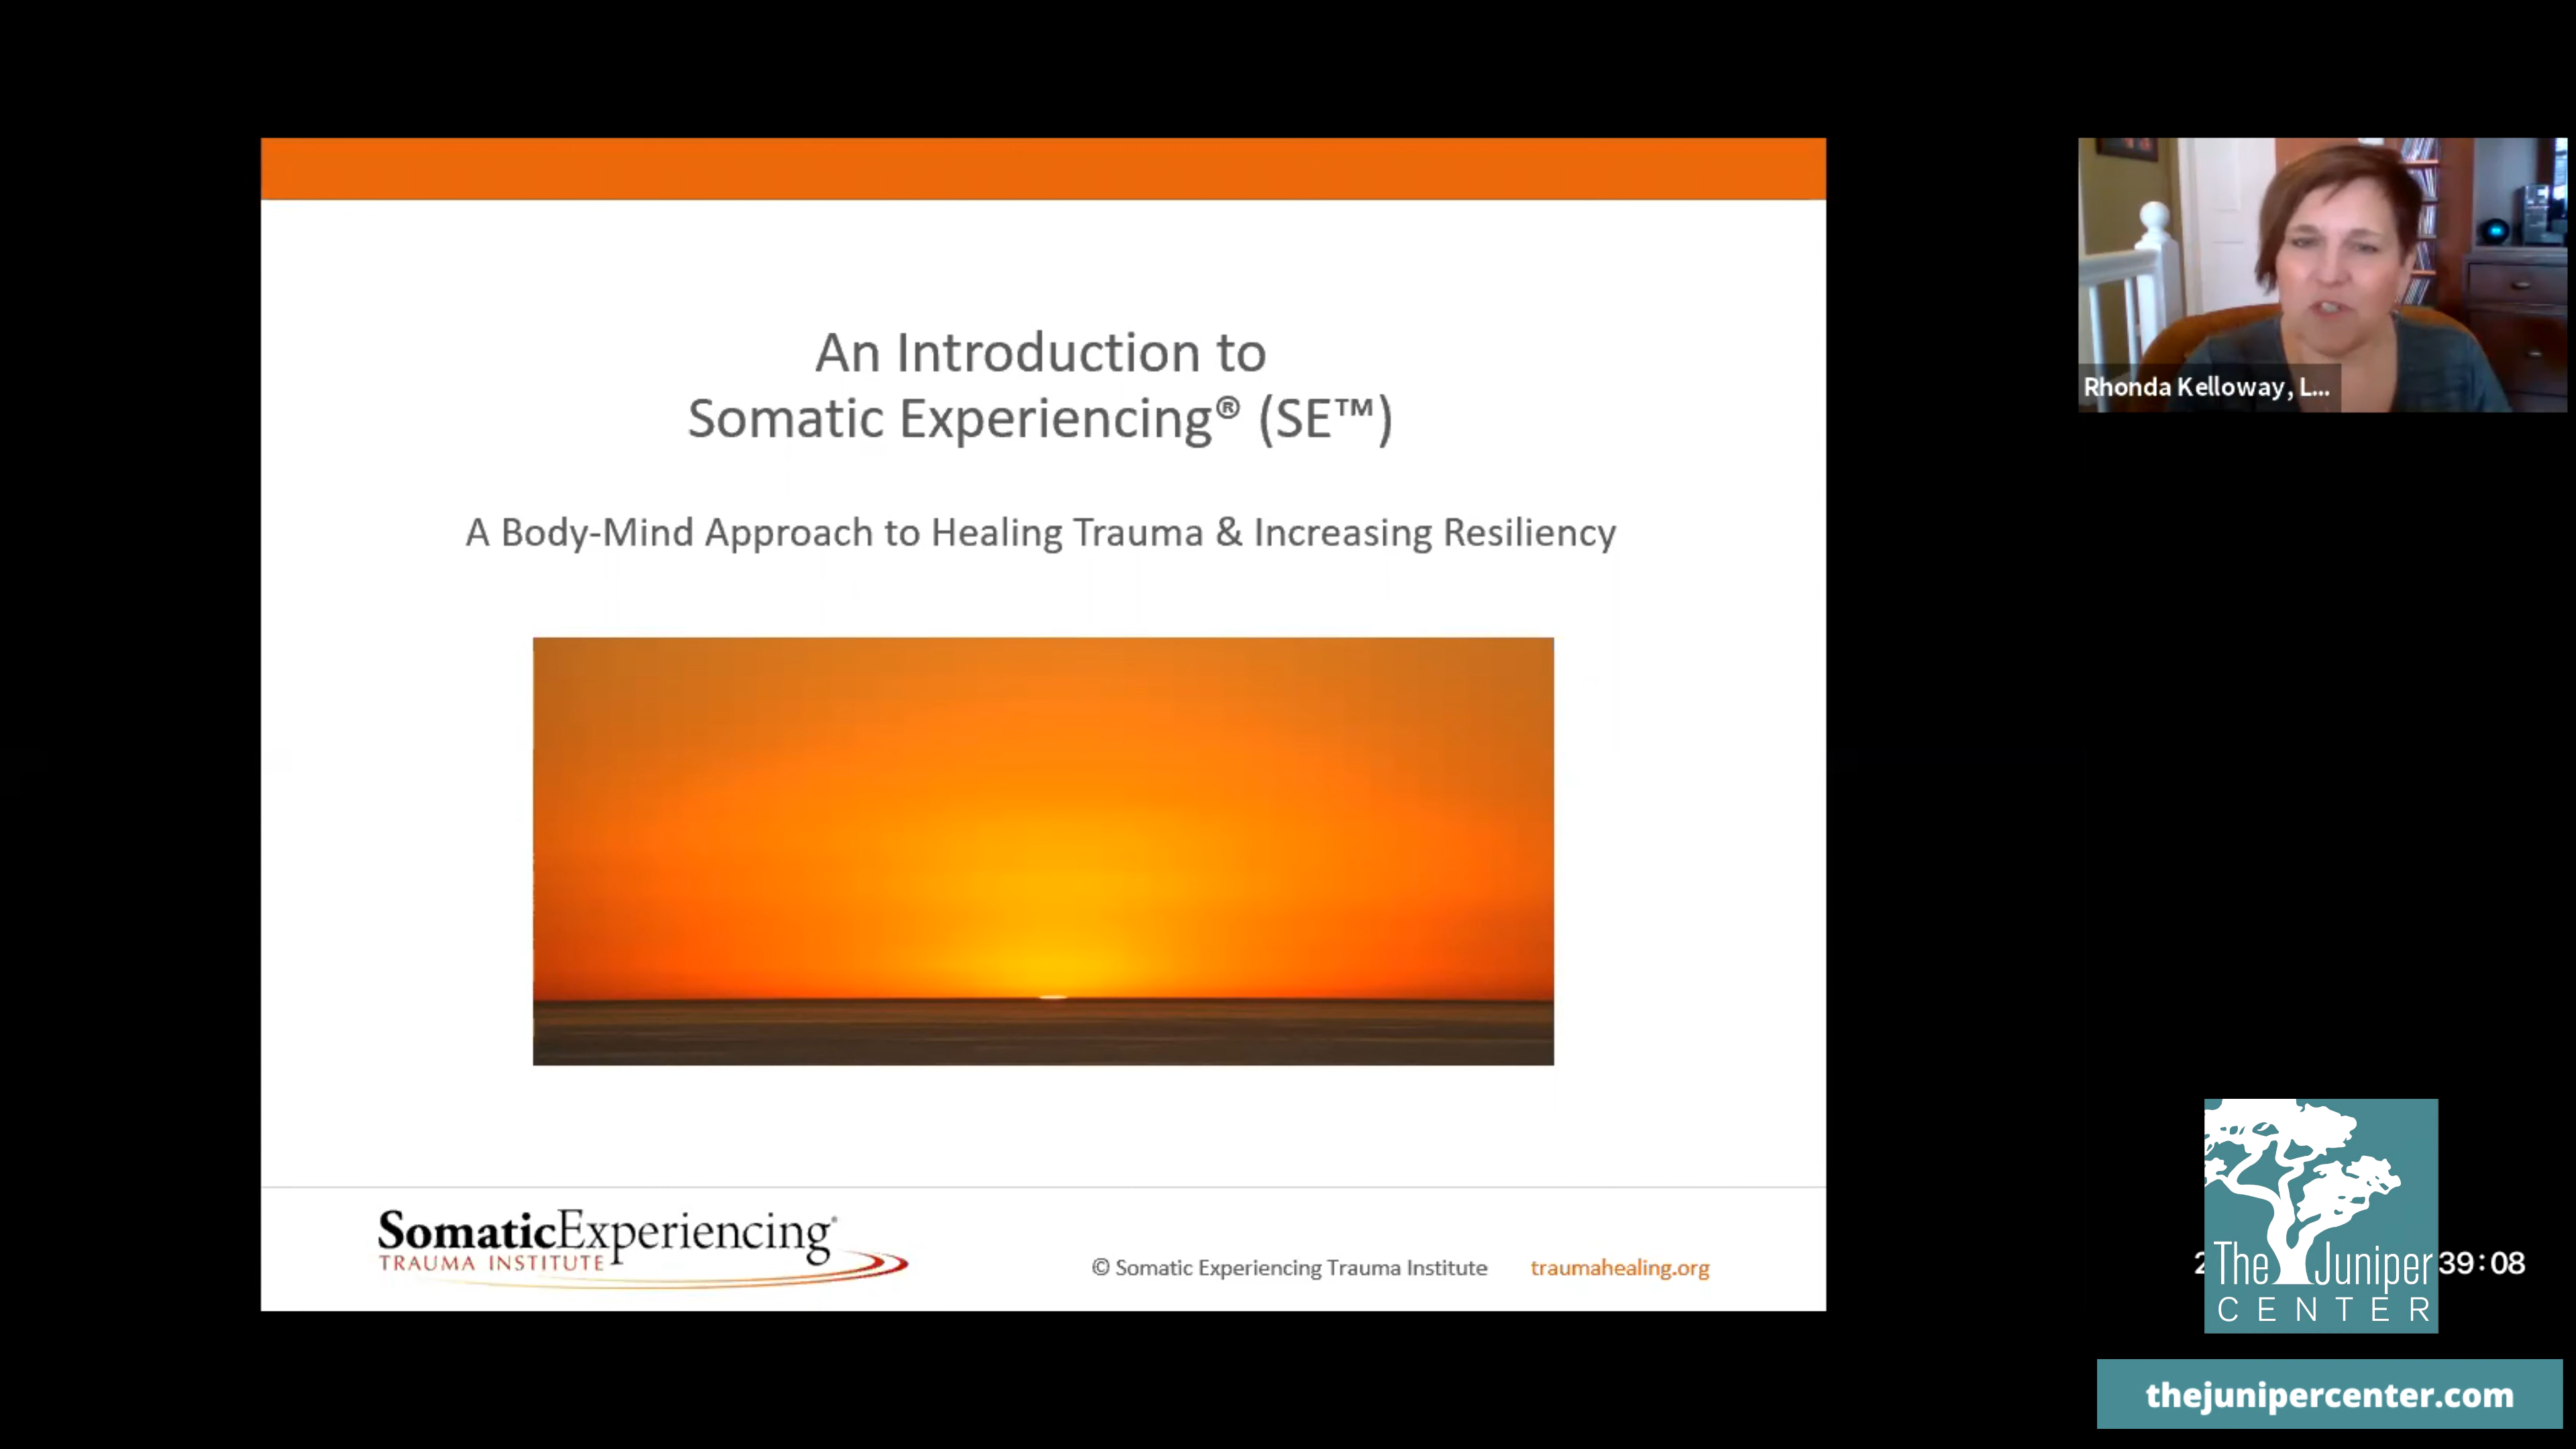 An Introduction to
Somatic Experiencing® (SE™)
A Body-Mind Approach to Healing Trauma & Increasing Resiliency
SomaticExperiencing®
TRAUMA INSTITUTE
© Somatic Experiencing Trauma Institute traumahealing.org
Rhonda Kelloway, L...
The Juniper
CENTER
39:08
thejunipercenter.com